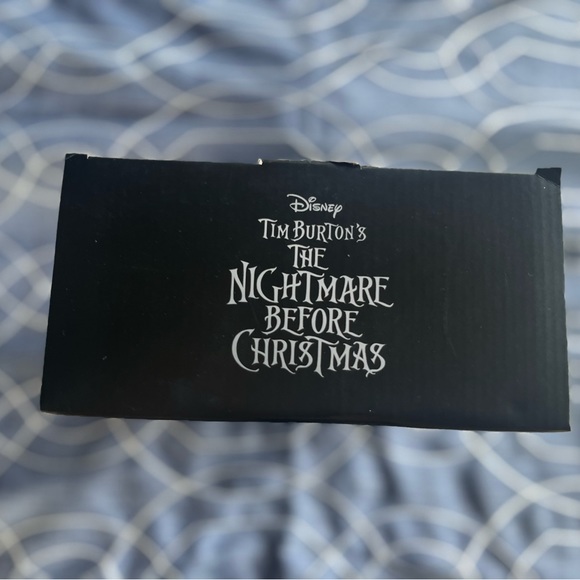 Disney
Tim Burton's
The
Nightmare
Before
Christmas